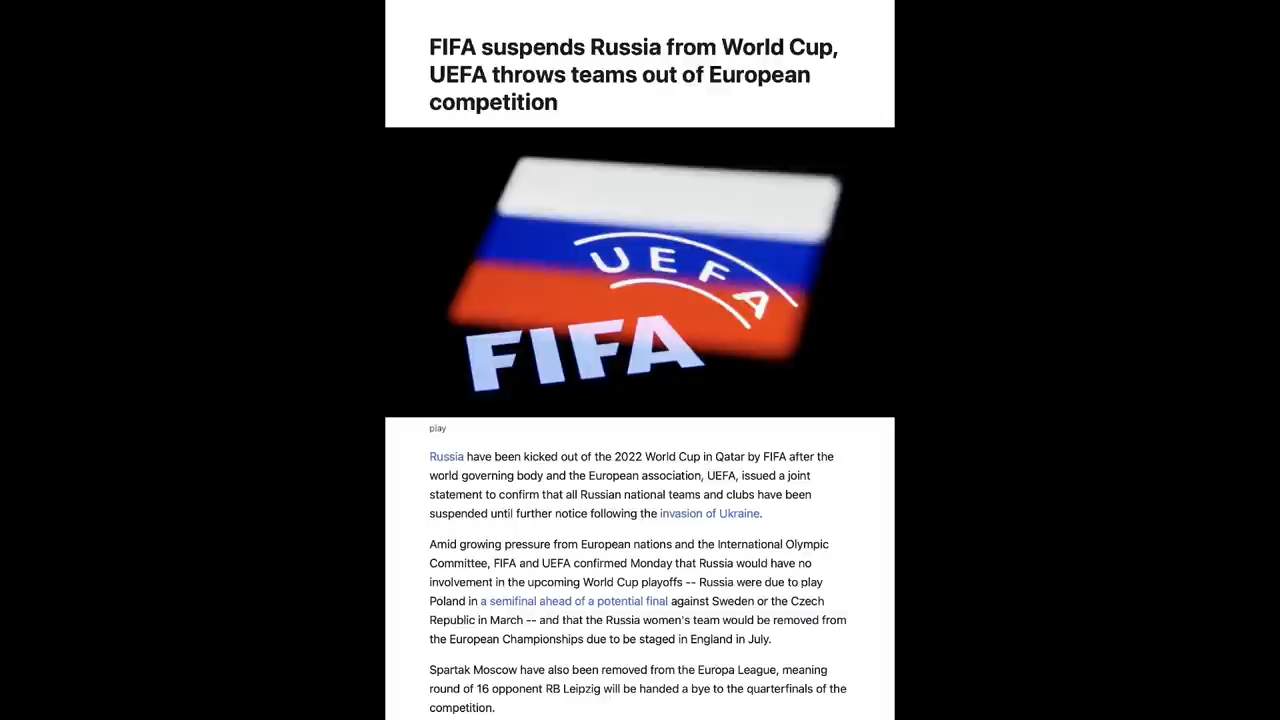 FIFA suspends Russia from World Cup,
UEFA throws teams out of European
competition
UEFA
FIFA
play
Russia have been kicked out of the 2022 World Cup in Qatar by FIFA after the
world governing body and the European association, UEFA, issued a joint
statement to confirm that all Russian national teams and clubs have been
suspended until further notice following the invasion of Ukraine.
Amid growing pressure from European nations and the International Olympic
Committee, FIFA and UEFA confirmed Monday that Russia would have no
involvement in the upcoming World Cup playoffs -- Russia were due to play
Poland in a semifinal ahead of a potential final against Sweden or the Czech
Republic in March -- and that the Russia women's team would be removed from
the European Championships due to be staged in England in July.
Spartak Moscow have also been removed from the Europa League, meaning
round of 16 opponent RB Leipzig will be handed a bye to the quarterfinals of the
competition.